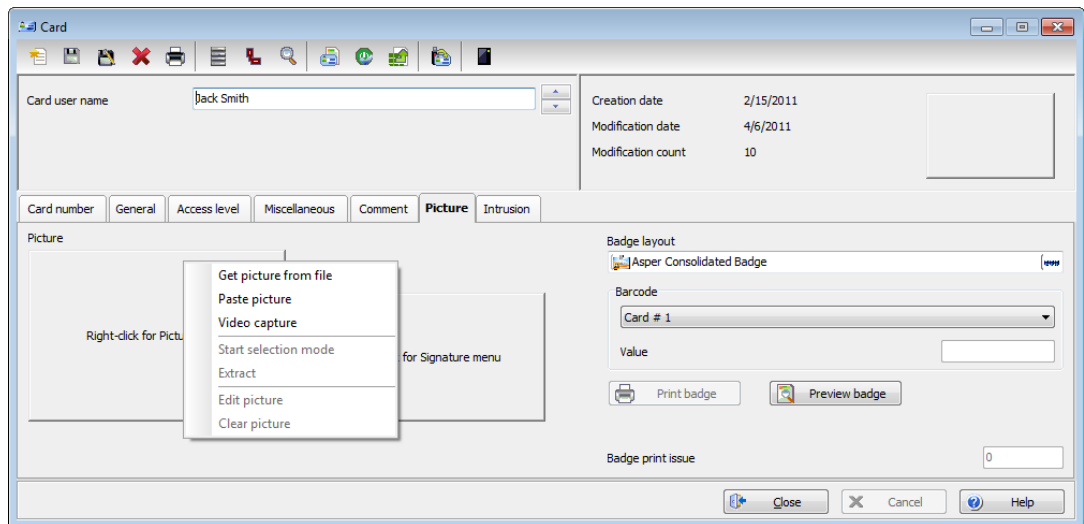 Card
Card user name
Jack Smith
Creation date 2/15/2011
Modification date 4/6/2011
Modification count 10
Card number General Access level Miscellaneous Comment Picture Intrusion
Picture
Right-click for Pictu
for Signature menu
Get picture from file
Paste picture
Video capture
Start selection mode
Extract
Edit picture
Clear picture
Badge layout
Asper Consolidated Badge
Barcode
Card # 1
Value
Print badge Preview badge
Badge print issue 0
Close Cancel Help